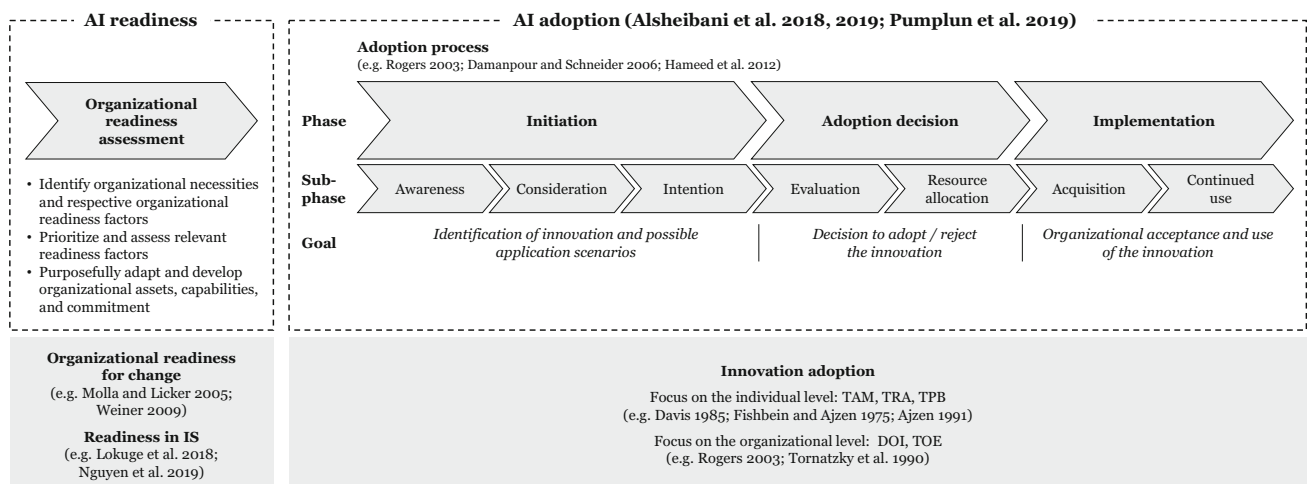 AI readiness
Organizational
readiness
assessment
• Identify organizational necessities
and respective organizational
readiness factors
• Prioritize and assess relevant
readiness factors
• Purposefully adapt and develop
organizational assets, capabilities,
and commitment
Organizational readiness
for change
(e.g. Molla and Licker 2005;
Weiner 2009)
Readiness in IS
(e.g. Lokuge et al. 2018;
Nguyen et al. 2019)
AI adoption (Alsheibani et al. 2018, 2019; Pumplun et al. 2019)
Adoption process
(e.g. Rogers 2003; Damanpour and Schneider 2006; Hameed et al. 2012)
Phase
Initiation
Adoption decision
Implementation
Sub-
phase
Awareness
Consideration
Intention
Evaluation
Resource
allocation
Acquisition
Continued
use
Goal
Identification of innovation and possible
application scenarios
Decision to adopt / reject
the innovation
Organizational acceptance and use
of the innovation
Innovation adoption
Focus on the individual level: TAM, TRA, TPB
(e.g. Davis 1985; Fishbein and Ajzen 1975; Ajzen 1991)
Focus on the organizational level: DOI, TOE
(e.g. Rogers 2003; Tornatzky et al. 1990)